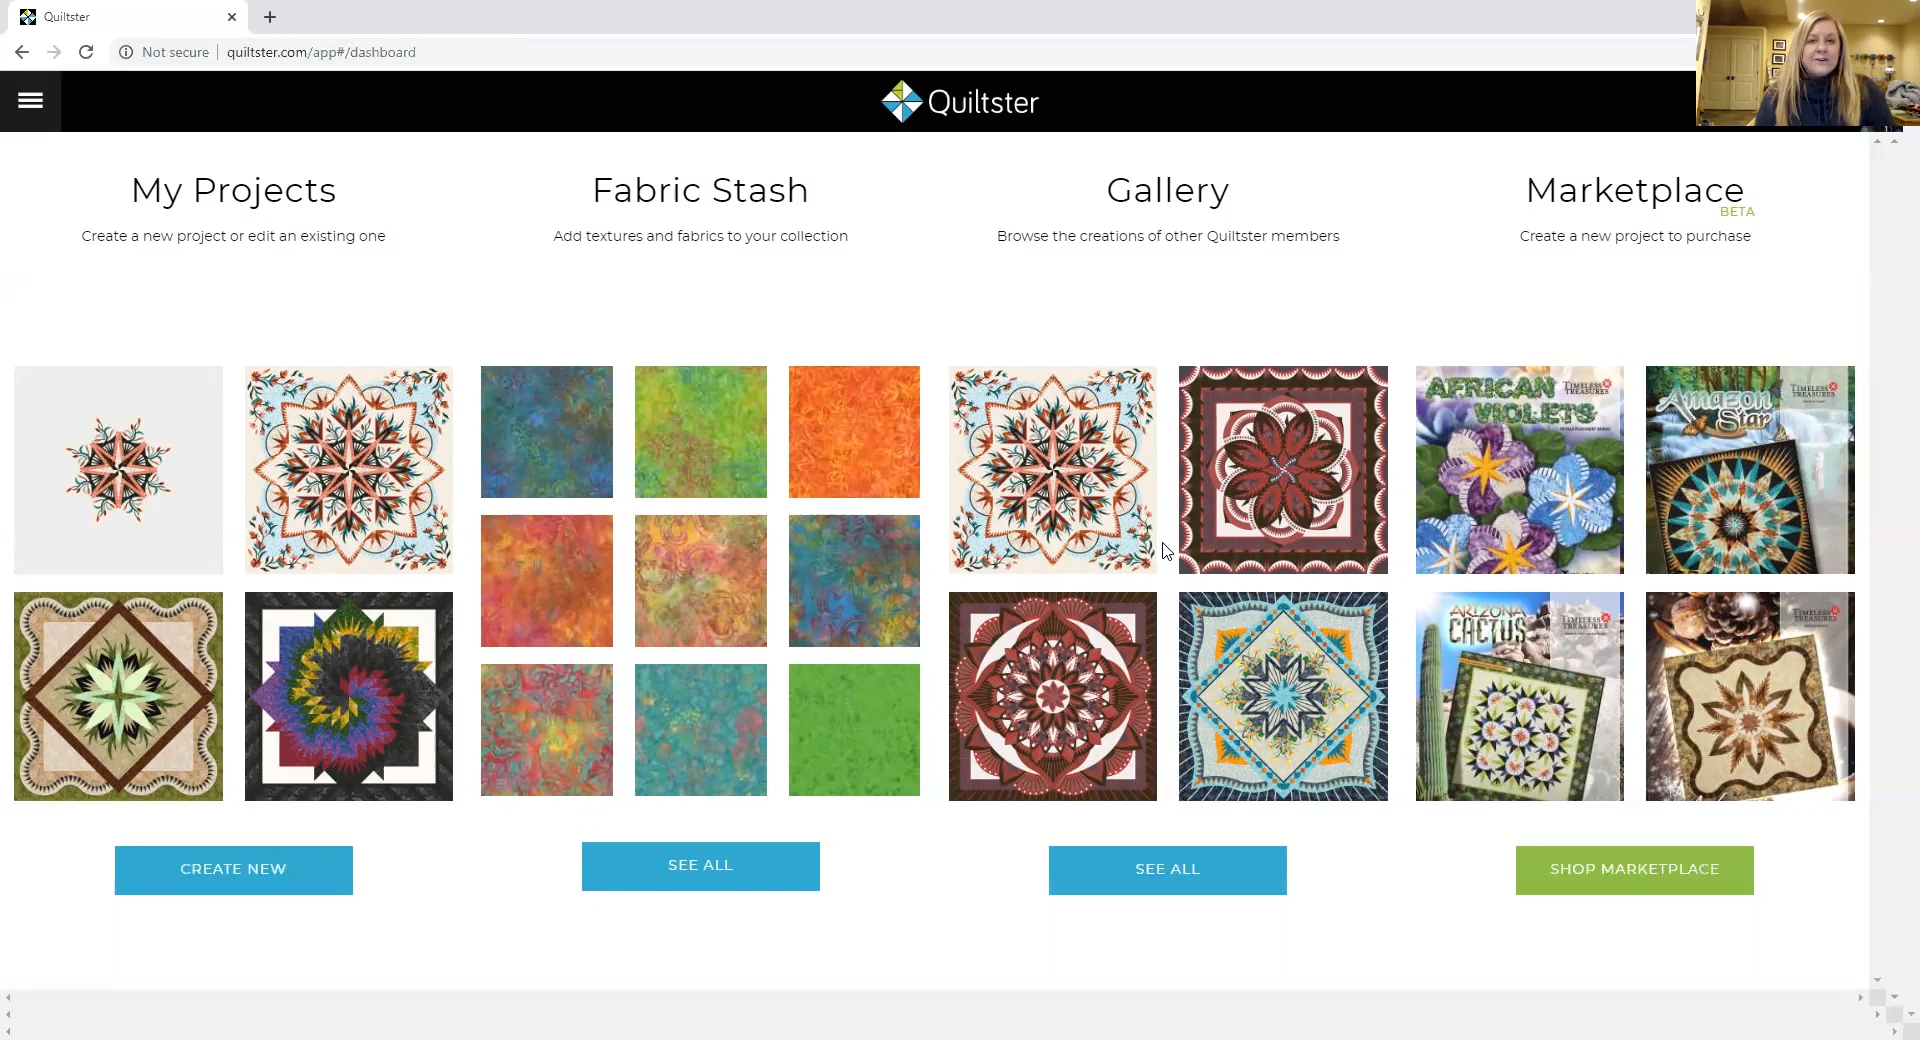 Quiltster
Not secure
quiltster.com/app#/dashboard
Quiltster
My Projects
Create a new project or edit an existing one
Fabric Stash
Add textures and fabrics to your collection
Gallery
Browse the creations of other Quiltster members
Marketplace
BETA
Create a new project to purchase
AFRICAN
VIOLETS
TIMELESS
TREASURES
Amazon
Star
TIMELESS
TREASURES
ARIZONA
CACTUS
TIMELESS
TREASURES
TIMELESS
TREASURES
CREATE NEW
SEE ALL
SEE ALL
SHOP MARKETPLACE